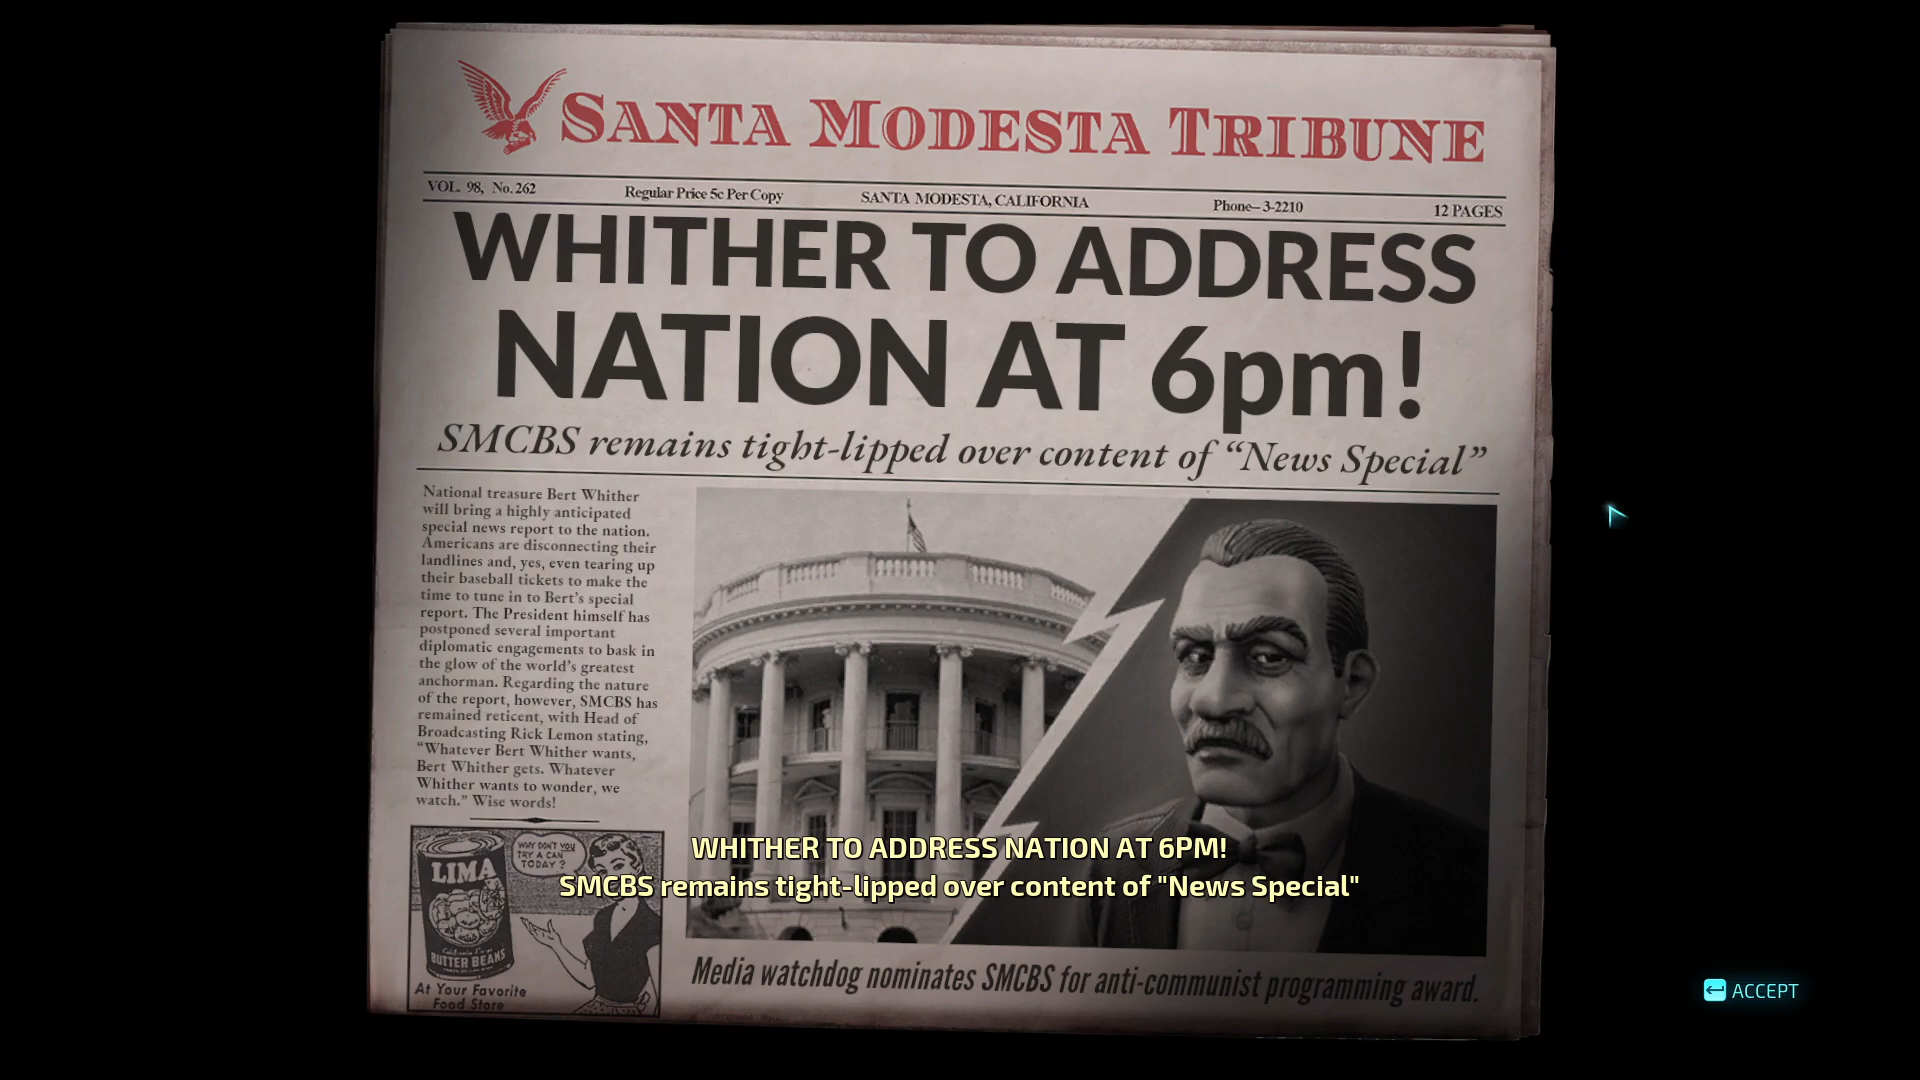 SANTA MODESTA TRIBUNE
VOL. 98, No. 262 Regular Price 5c Per Copy SANTA MODESTA, CALIFORNIA Phone– 3-2210 12 PAGES
WHITHER TO ADDRESS
NATION AT 6pm!
SMCBS remains tight-lipped over content of “News Special”
National treasure Bert Whither
will bring a highly anticipated
special news report to the nation.
Americans are disconnecting their
landlines and, yes, even tearing up
their baseball tickets to make the
time to tune in to Bert’s special
report. The President himself has
postponed several important
diplomatic engagements to bask in
the glow of the world’s greatest
anchorman. Regarding the nature
of the report, however, SMCBS has
remained reticent, with Head of
Broadcasting Rick Lemon stating,
“Whatever Bert Whither wants,
Bert Whither gets. Whatever
Whither wants to wonder, we
watch.” Wise words!
WHY DON'T YOU
TRY A CAN
TODAY?
LIMA
BUTTER BEANS
At Your Favorite
Food Store
WHITHER TO ADDRESS NATION AT 6PM!
SMCBS remains tight-lipped over content of "News Special"
Media watchdog nominates SMCBS for anti-communist programming award.
ACCEPT